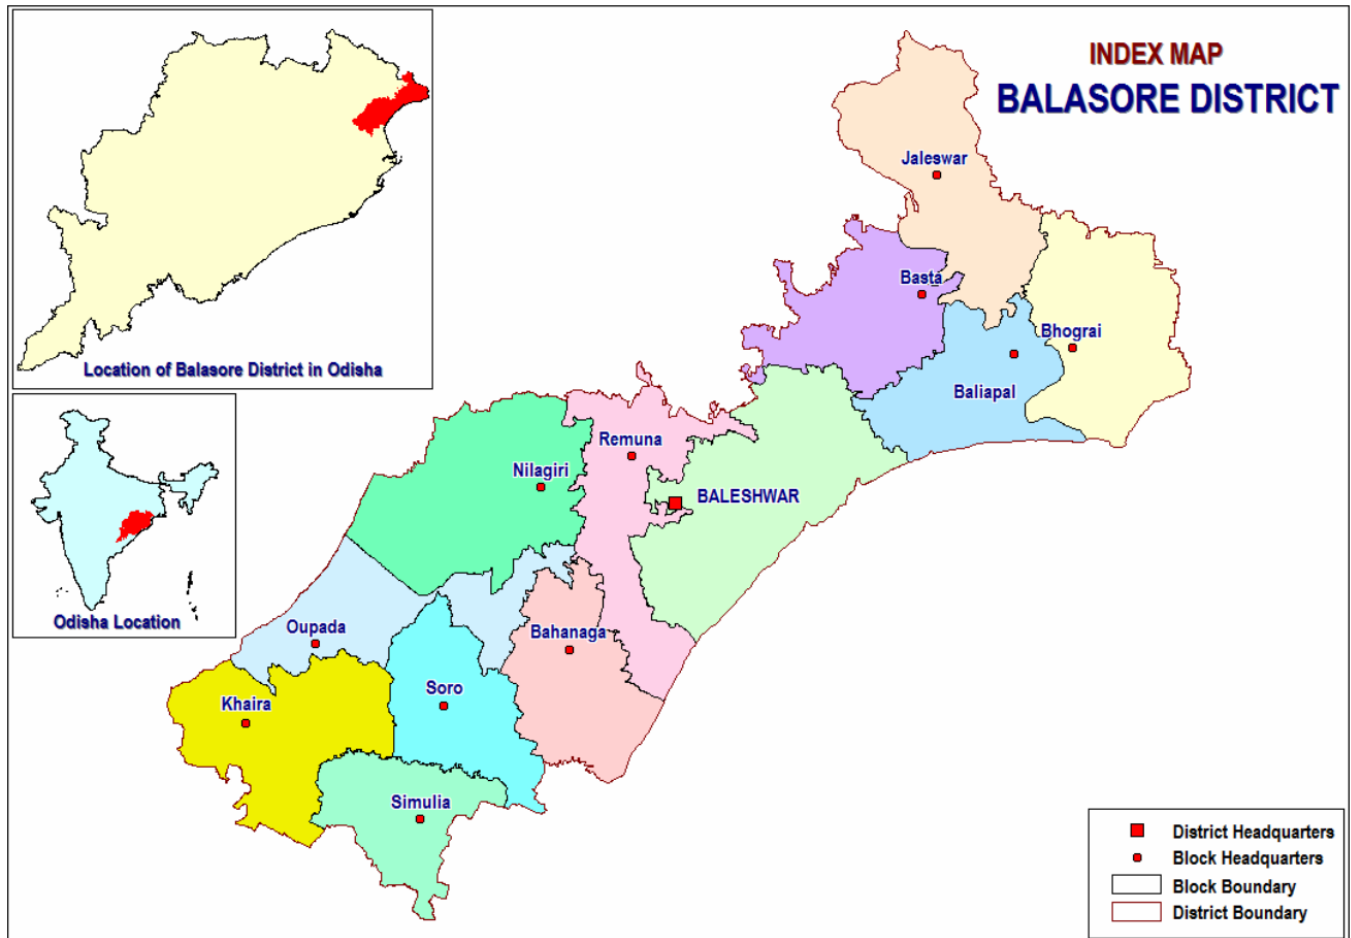 INDEX MAP
BALASORE DISTRICT
Location of Balasore District in Odisha
Odisha Location
Jaleswar
Basta
Bhograi
Baliapal
Remuna
Nilagiri
BALESHWAR
Oupada
Bahanaga
Soro
Khaira
Simulia
District Headquarters
Block Headquarters
Block Boundary
District Boundary